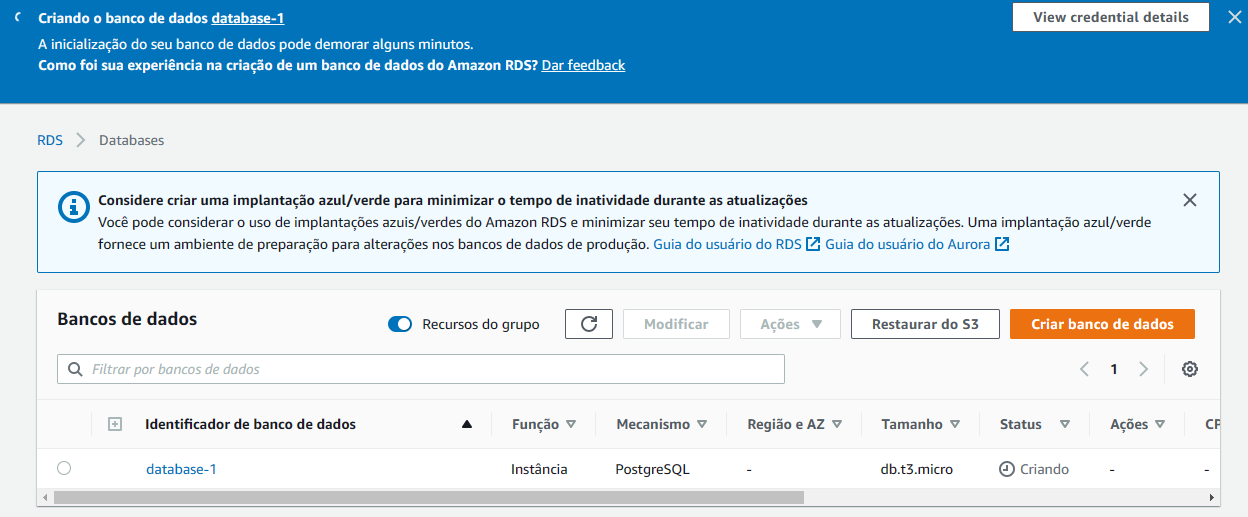 Criando o banco de dados database-1
View credential details
A inicialização do seu banco de dados pode demorar alguns minutos.
Como foi sua experiência na criação de um banco de dados do Amazon RDS? Dar feedback
RDS > Databases
Considere criar uma implantação azul/verde para minimizar o tempo de inatividade durante as atualizações
Você pode considerar o uso de implantações azuis/verdes do Amazon RDS e minimizar seu tempo de inatividade durante as atualizações. Uma implantação azul/verde
fornece um ambiente de preparação para alterações nos bancos de dados de produção. Guia do usuário do RDS Guia do usuário do Aurora
Bancos de dados Recursos do grupo Modificar Ações Restaurar do S3 Criar banco de dados
Filtrar por bancos de dados 1
Identificador de banco de dados Função Mecanismo Região e AZ Tamanho Status Ações CP
database-1 Instância PostgreSQL - db.t3.micro Criando - -